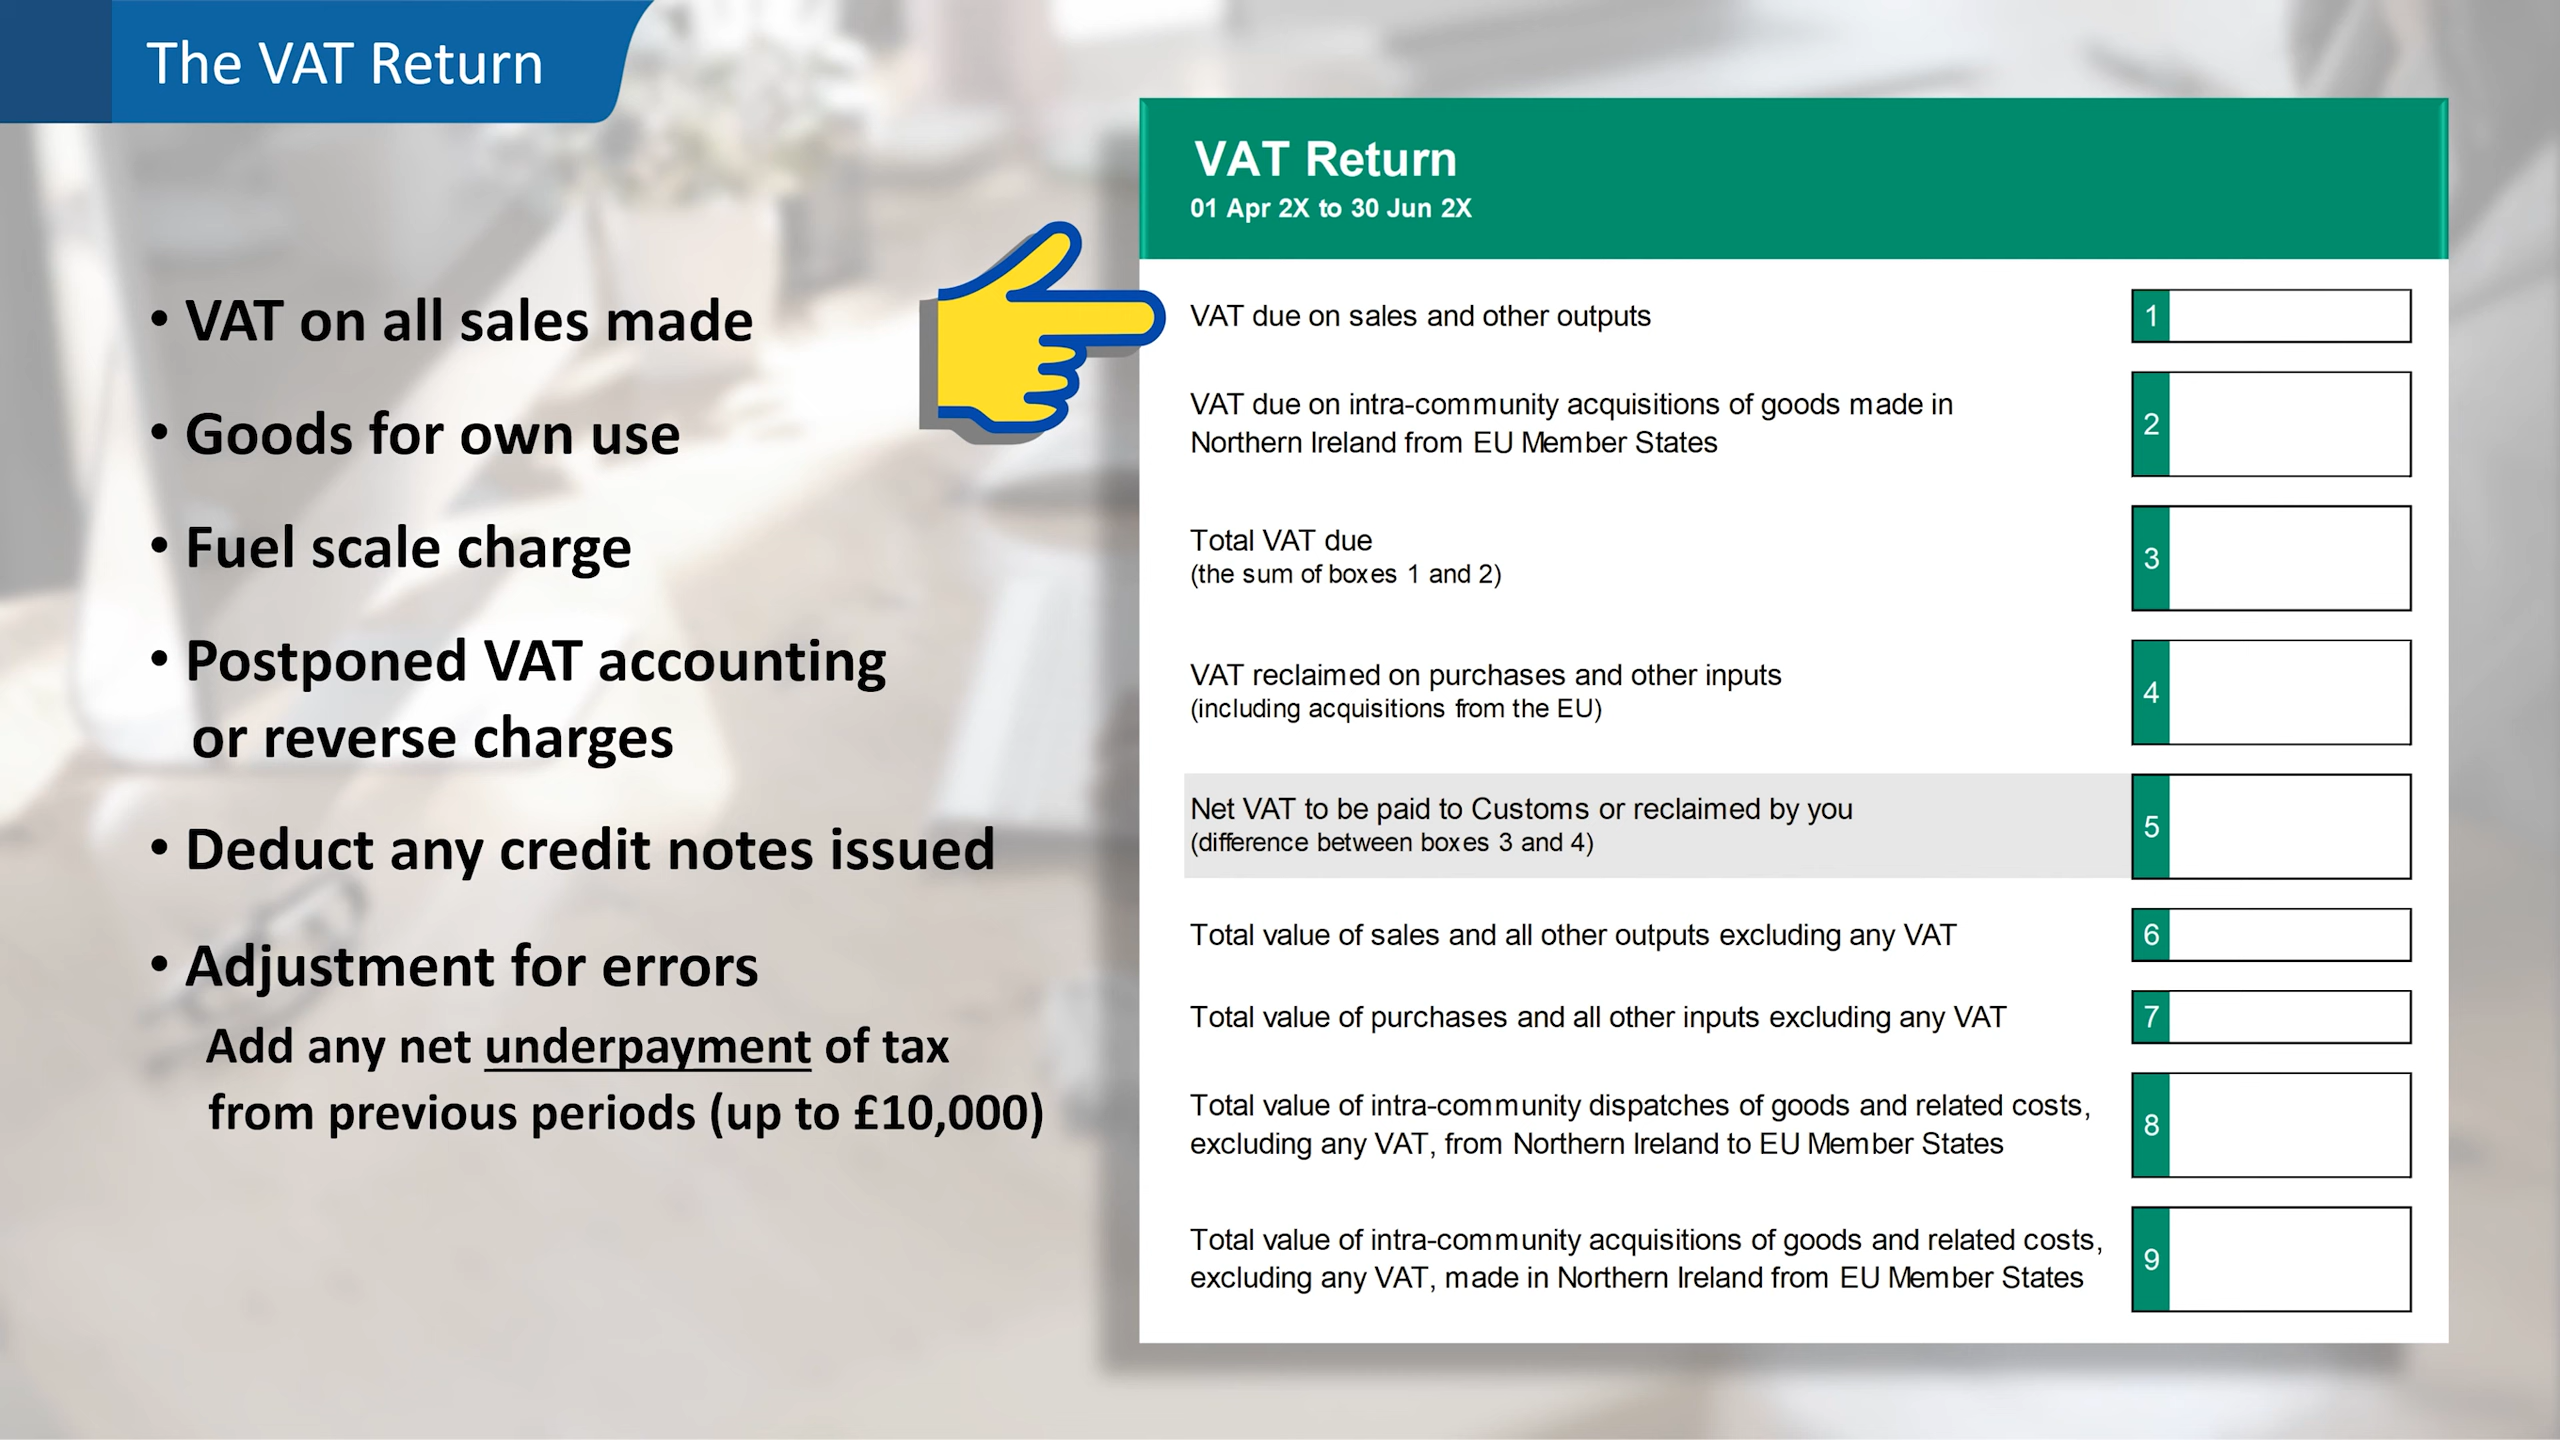 The VAT Return
• VAT on all sales made
• Goods for own use
• Fuel scale charge
• Postponed VAT accounting
or reverse charges
• Deduct any credit notes issued
• Adjustment for errors
Add any net underpayment of tax
from previous periods (up to £10,000)
VAT Return
01 Apr 2X to 30 Jun 2X
VAT due on sales and other outputs 1
VAT due on intra-community acquisitions of goods made in
Northern Ireland from EU Member States
2
Total VAT due
(the sum of boxes 1 and 2)
3
VAT reclaimed on purchases and other inputs
(including acquisitions from the EU)
4
Net VAT to be paid to Customs or reclaimed by you
(difference between boxes 3 and 4)
5
Total value of sales and all other outputs excluding any VAT 6
Total value of purchases and all other inputs excluding any VAT 7
Total value of intra-community dispatches of goods and related costs,
excluding any VAT, from Northern Ireland to EU Member States
8
Total value of intra-community acquisitions of goods and related costs,
excluding any VAT, made in Northern Ireland from EU Member States
9